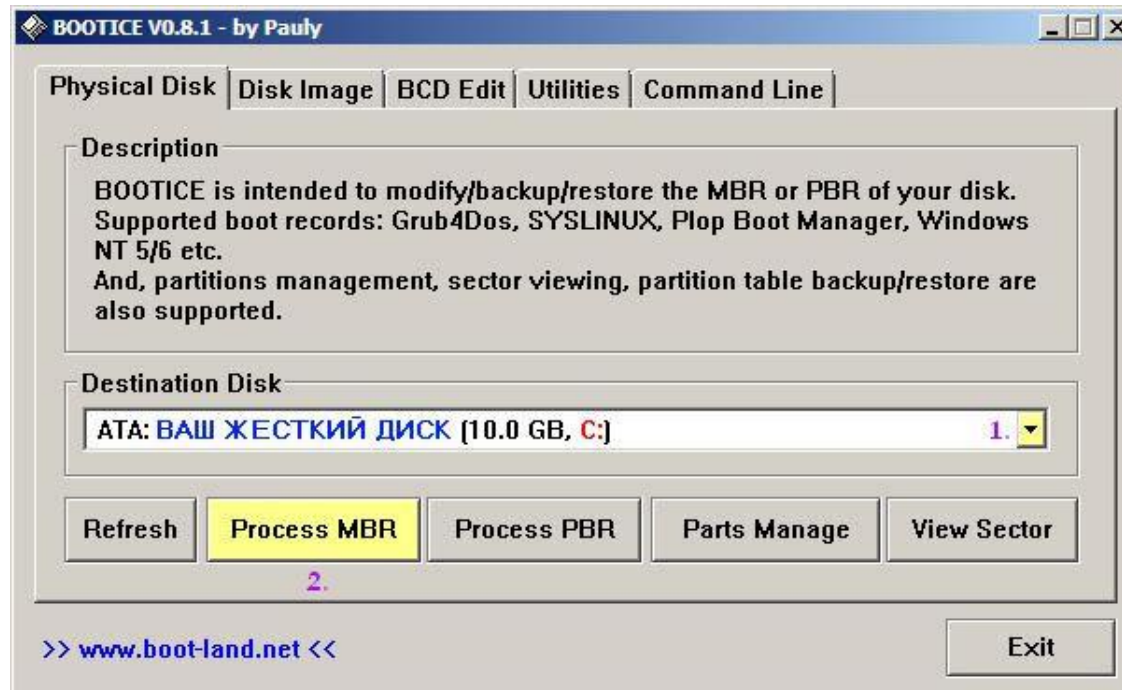 BOOTICE V0.8.1 - by Pauly
Physical Disk Disk Image BCD Edit Utilities Command Line
Description
BOOTICE is intended to modify/backup/restore the MBR or PBR of your disk.
Supported boot records: Grub4Dos, SYSLINUX, Plop Boot Manager, Windows
NT 5/6 etc.
And, partitions management, sector viewing, partition table backup/restore are
also supported.
Destination Disk
ATA: ВАШ ЖЕСТКИЙ ДИСК (10.0 GB, C:) 1.
Refresh Process MBR Process PBR Parts Manage View Sector
2.
>> www.boot-land.net << Exit